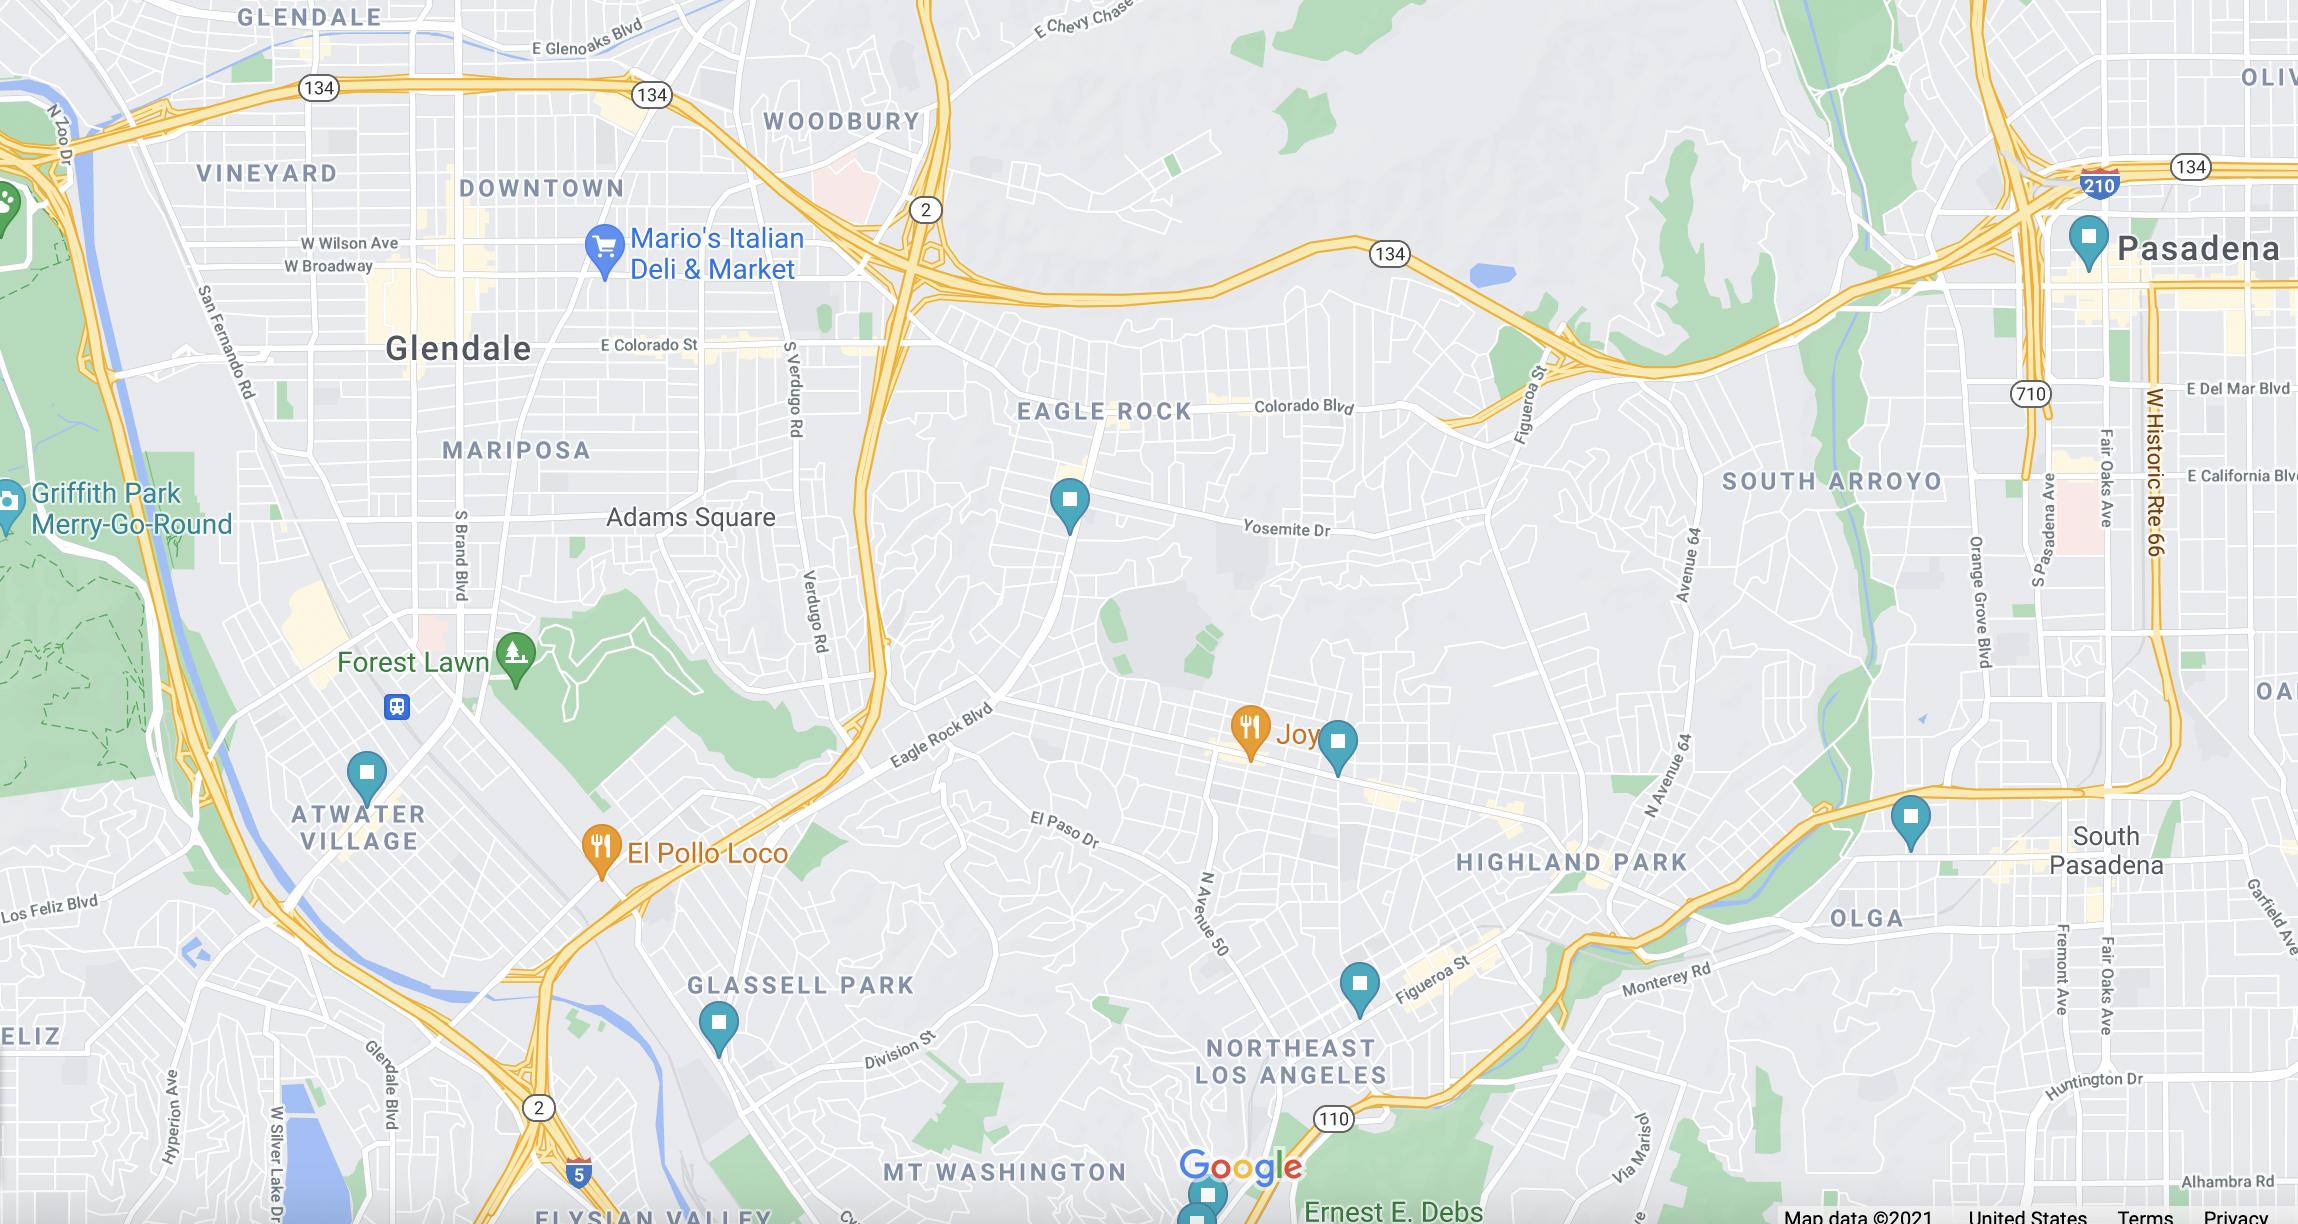 GLENDALE
E Glenoaks Blvd
E Chevy Chase
134
134
N Zoo Dr
WOODBURY
VINEYARD
DOWNTOWN
2
134
210
OLIV
Pasadena
W Wilson Ave
W Broadway
Mario's Italian
Deli & Market
134
San Fernando Rd
Glendale
E Colorado St
S Verdugo Rd
EAGLE ROCK
Colorado Blvd
Figueroa St
710
E Del Mar Blvd
W Historic Rte 66
Fair Oaks Ave
MARIPOSA
SOUTH ARROYO
E California Blv
Griffith Park
Merry-Go-Round
Adams Square
S Brand Blvd
Yosemite Dr
Avenue 64
Orange Grove Blvd
S Pasadena Ave
Verdugo Rd
Forest Lawn
OA
Eagle Rock Blvd
Joy
N Avenue 64
ATWATER
VILLAGE
El Pollo Loco
El Paso Dr
HIGHLAND PARK
South
Pasadena
Los Feliz Blvd
N Avenue 50
OLGA
Garfield Ave
GLASSELL PARK
Figueroa St
Monterey Rd
Fremont Ave
Fair Oaks Ave
ELIZ
Glendale Blvd
Division St
NORTHEAST
LOS ANGELES
Hyperion Ave
W Silver Lake Dr
2
110
Huntington Dr
Via Marisol
5
MT WASHINGTON
Google
Alhambra Rd
ELYSIAN VALLEY
Ernest E. Debs
Map data ©2021 United States Terms Privacy